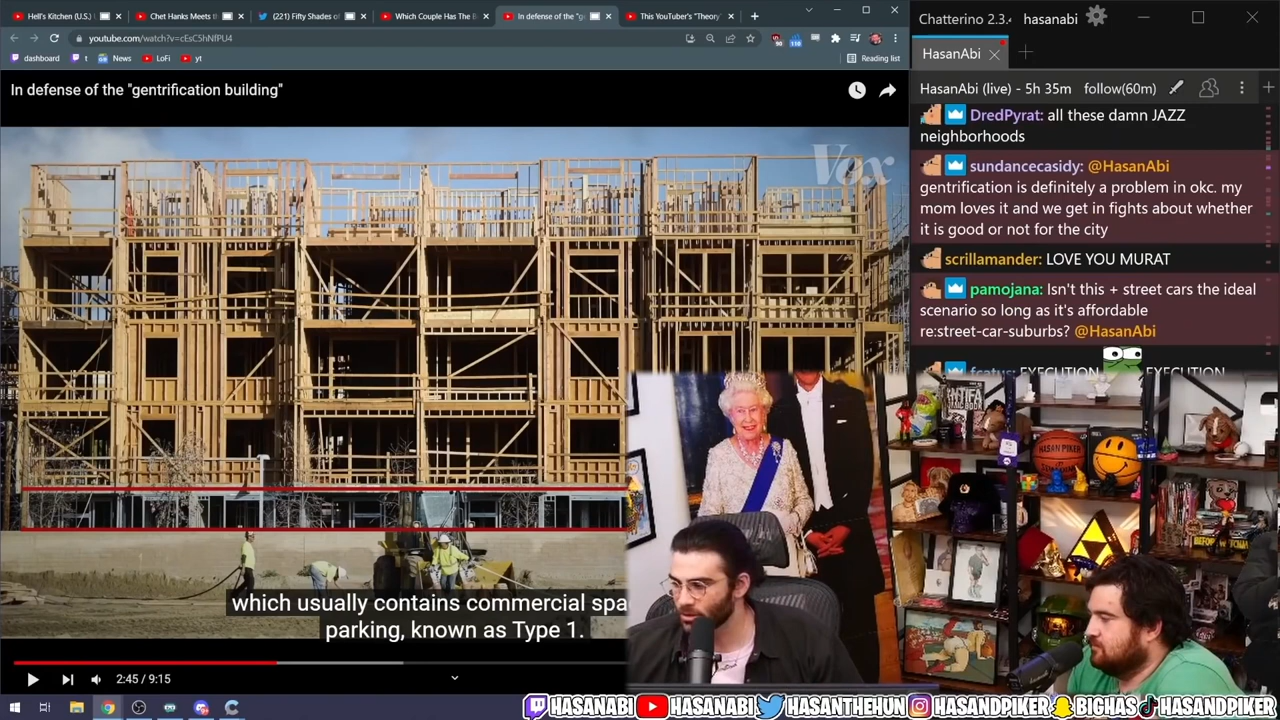 Hell's Kitchen (U.S.)
Chet Hanks Meets t
(221) Fifty Shades of
Which Couple Has The B
In defense of the "ge
This YouTuber's "Theory"
youtube.com/watch?v=cEsC5hNfPU4
dashboard
t
News
LoFi
yt
Reading list
In defense of the "gentrification building"
Vox
which usually contains commercial spa
parking, known as Type 1.
2:45 / 9:15
Chatterino 2.3.4
hasanabi
HasanAbi
HasanAbi (live) - 5h 35m
follow(60m)
DredPyrat: all these damn JAZZ
neighborhoods
sundancecasidy: @HasanAbi
gentrification is definitely a problem in okc. my
mom loves it and we get in fights about whether
it is good or not for the city
scrillamander: LOVE YOU MURAT
pamojana: Isn't this + street cars the ideal
scenario so long as it's affordable
re:street-car-suburbs? @HasanAbi
EXECUTION EXECUTION
ANTIFA
COMIC BOOK
HASAN PIKER
HASANABI
HASANABI
HASANTHEHUN
HASANDPIKER
BIGHAS
HASANDPIKER